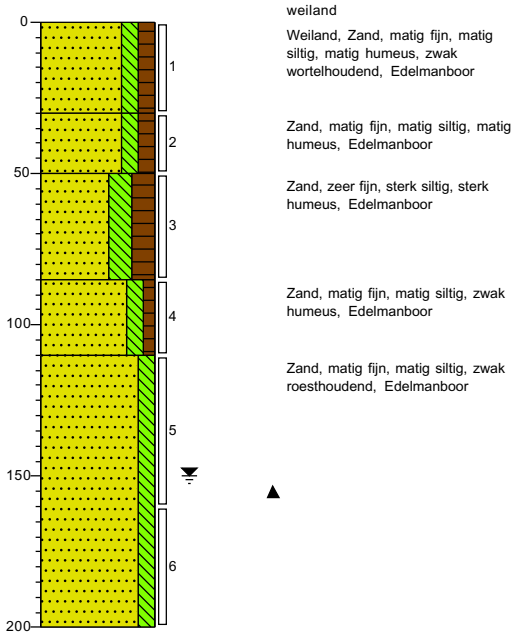 weiland
0
Weiland, Zand, matig fijn, matig
siltig, matig humeus, zwak
wortelhoudend, Edelmanboor
1
Zand, matig fijn, matig siltig, matig
humeus, Edelmanboor
2
50
Zand, zeer fijn, sterk siltig, sterk
humeus, Edelmanboor
3
Zand, matig fijn, matig siltig, zwak
humeus, Edelmanboor
4
100
Zand, matig fijn, matig siltig, zwak
roesthoudend, Edelmanboor
5
150
6
200